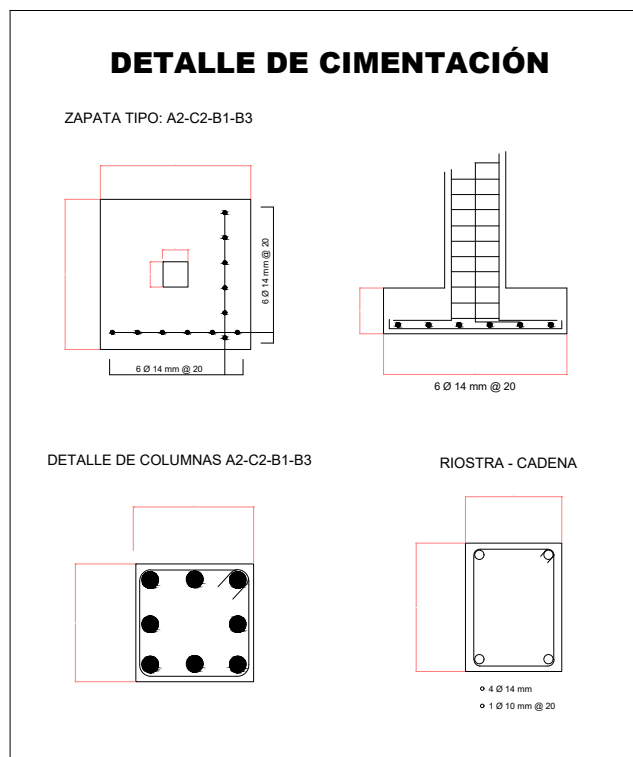 DETALLE DE CIMENTACIÓN
ZAPATA TIPO: A2-C2-B1-B3
6 Ø 14 mm @ 20
6 Ø 14 mm @ 20
6 Ø 14 mm @ 20
DETALLE DE COLUMNAS A2-C2-B1-B3
RIOSTRA - CADENA
4 Ø 14 mm
1 Ø 10 mm @ 20